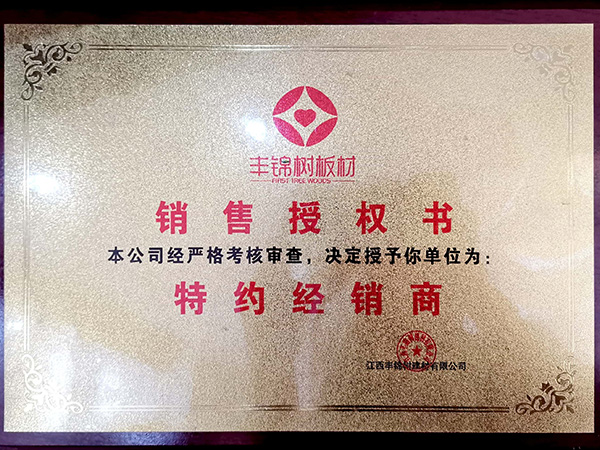 丰锦树板材
FIRST TREE WOODS
销售授权书
本公司经严格考核审查，决定授予你单位为：
特约经销商
江西丰锦树建材有限公司